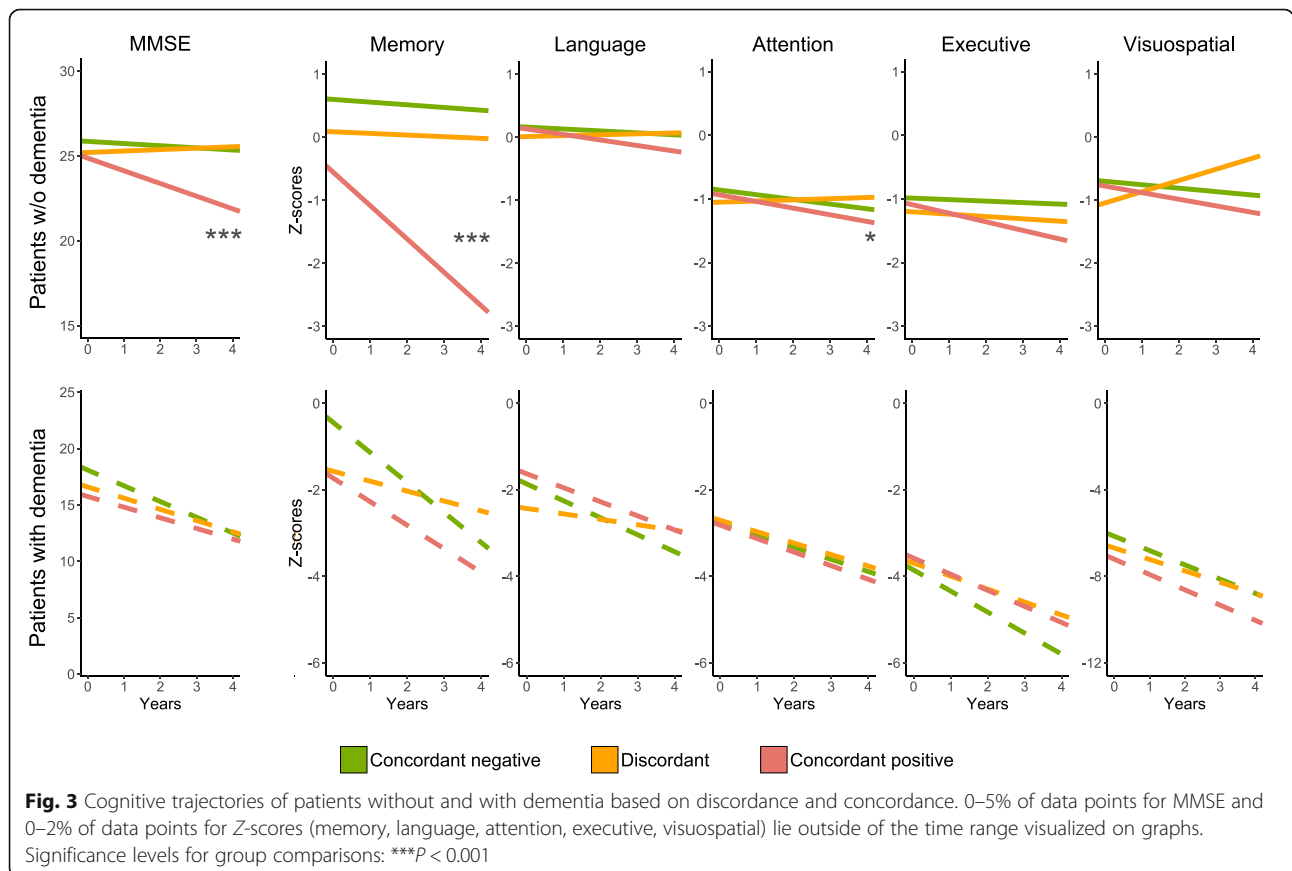 MMSE Memory Language Attention Executive Visuospatial
Patients w/o dementia
30
25
20
15
0 1 2 3 4
***
Z-scores
1
0
-1
-2
-3
0 1 2 3 4
***
1
0
-1
-2
-3
0 1 2 3 4
1
0
-1
-2
-3
0 1 2 3 4
*
1
0
-1
-2
-3
0 1 2 3 4
1
0
-1
-2
-3
0 1 2 3 4
Patients with dementia
25
20
15
10
5
0
0 1 2 3 4
Years
Z-scores
0
-2
-4
-6
0 1 2 3 4
Years
0
-2
-4
-6
0 1 2 3 4
Years
0
-2
-4
-6
0 1 2 3 4
Years
0
-2
-4
-6
0 1 2 3 4
Years
0
-4
-8
-12
0 1 2 3 4
Years
Concordant negative Discordant Concordant positive
Fig. 3 Cognitive trajectories of patients without and with dementia based on discordance and concordance. 0–5% of data points for MMSE and
0–2% of data points for Z-scores (memory, language, attention, executive, visuospatial) lie outside of the time range visualized on graphs.
Significance levels for group comparisons: ***P < 0.001